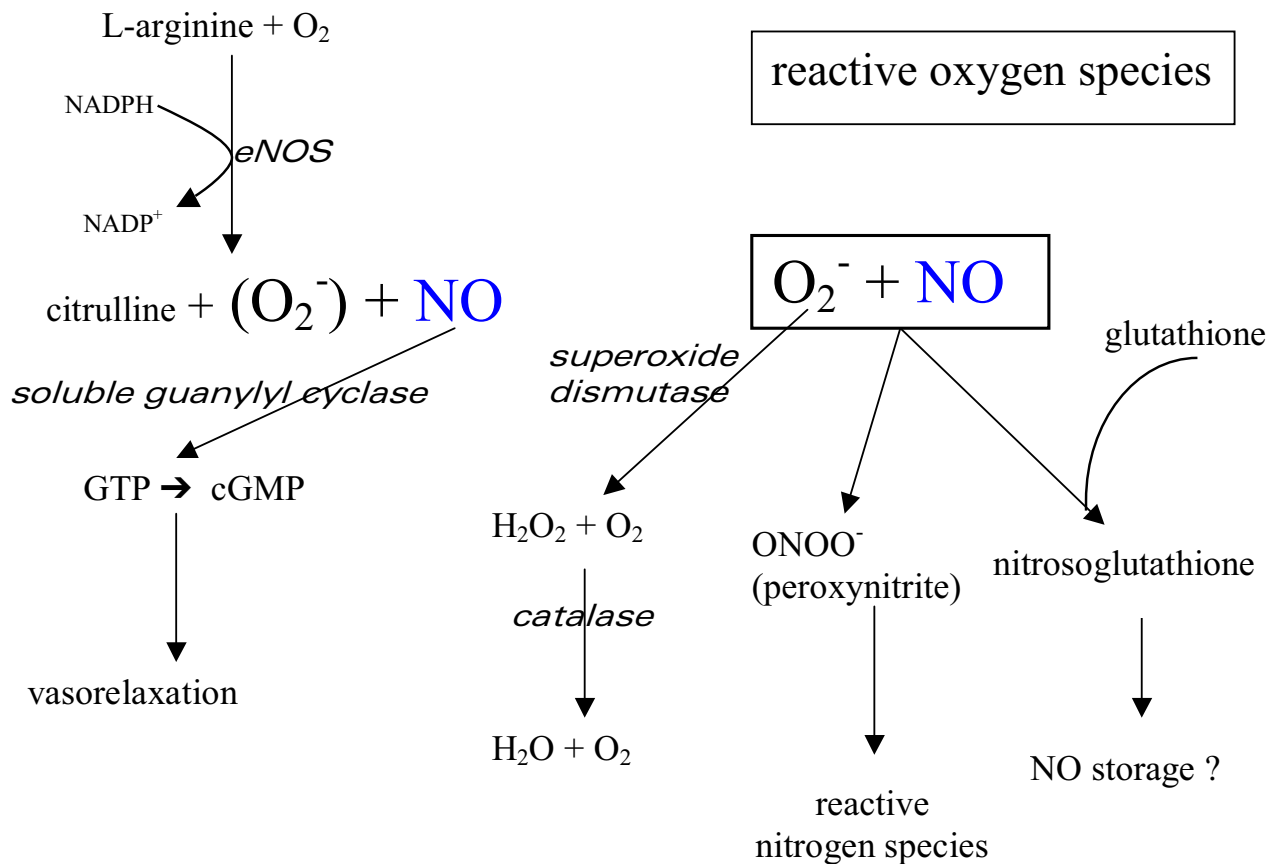 L-arginine + O₂
reactive oxygen species
NADPH
eNOS
NADP⁺
citrulline + (O₂⁻) + NO
O₂⁻ + NO
glutathione
superoxide
dismutase
soluble guanylyl cyclase
GTP ➔ cGMP
H₂O₂ + O₂
ONOO⁻
(peroxynitrite)
nitrosoglutathione
catalase
vasorelaxation
H₂O + O₂
NO storage ?
reactive
nitrogen species